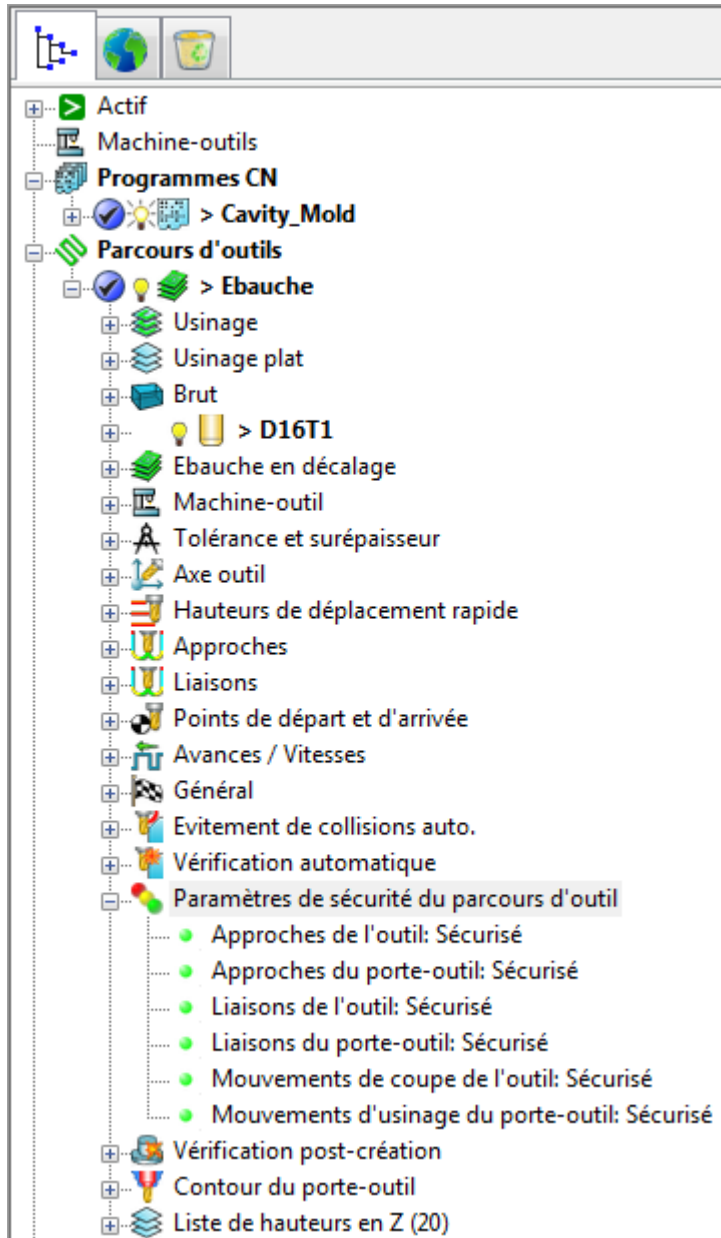 Actif
Machine-outils
Programmes CN
> Cavity_Mold
Parcours d'outils
> Ebauche
Usinage
Usinage plat
Brut
> D16T1
Ebauche en décalage
Machine-outil
Tolérance et surépaisseur
Axe outil
Hauteurs de déplacement rapide
Approches
Liaisons
Points de départ et d'arrivée
Avances / Vitesses
Général
Evitement de collisions auto.
Vérification automatique
Paramètres de sécurité du parcours d'outil
Approches de l'outil: Sécurisé
Approches du porte-outil: Sécurisé
Liaisons de l'outil: Sécurisé
Liaisons du porte-outil: Sécurisé
Mouvements de coupe de l'outil: Sécurisé
Mouvements d'usinage du porte-outil: Sécurisé
Vérification post-création
Contour du porte-outil
Liste de hauteurs en Z (20)